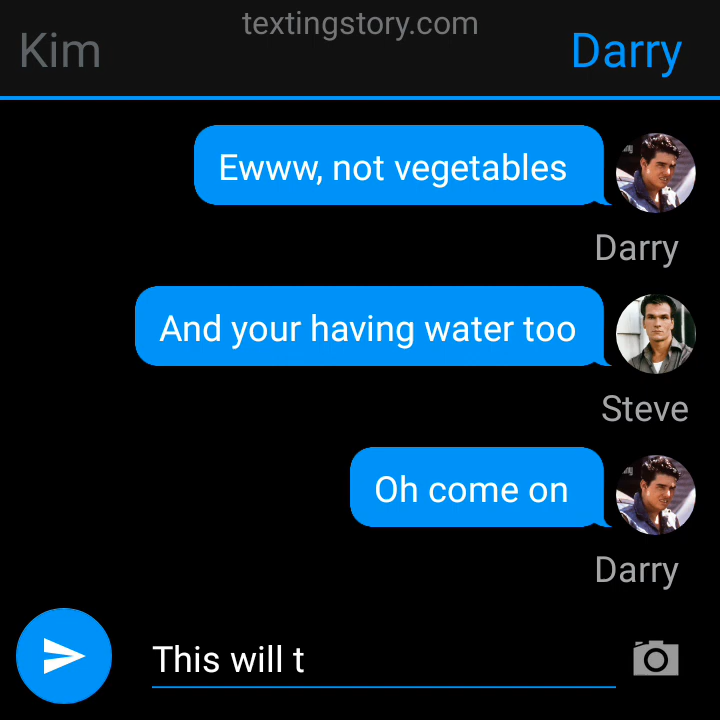 textingstory.com
Kim
Darry
Ewww, not vegetables
Darry
And your having water too
Steve
Oh come on
Darry
This will t